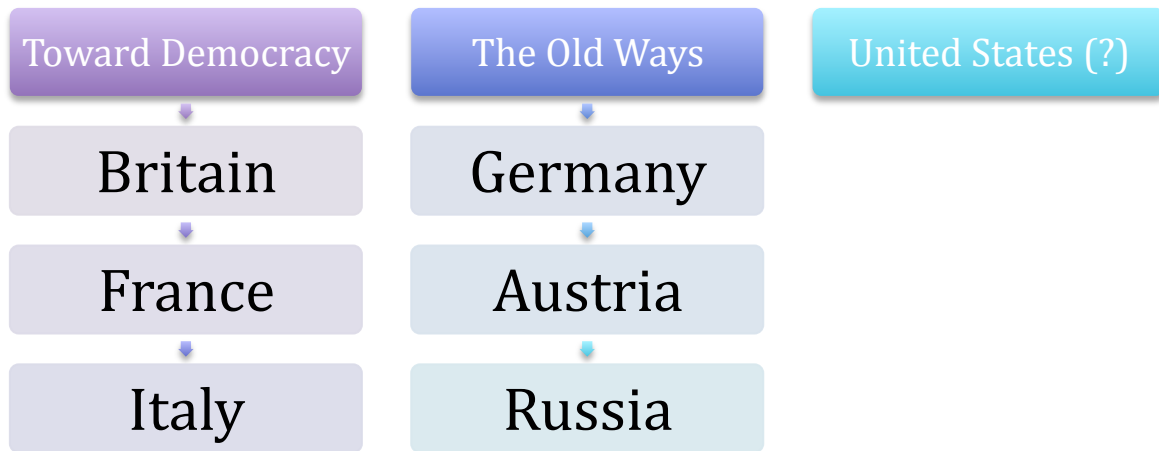 Toward Democracy
Britain
France
Italy
The Old Ways
Germany
Austria
Russia
United States (?)